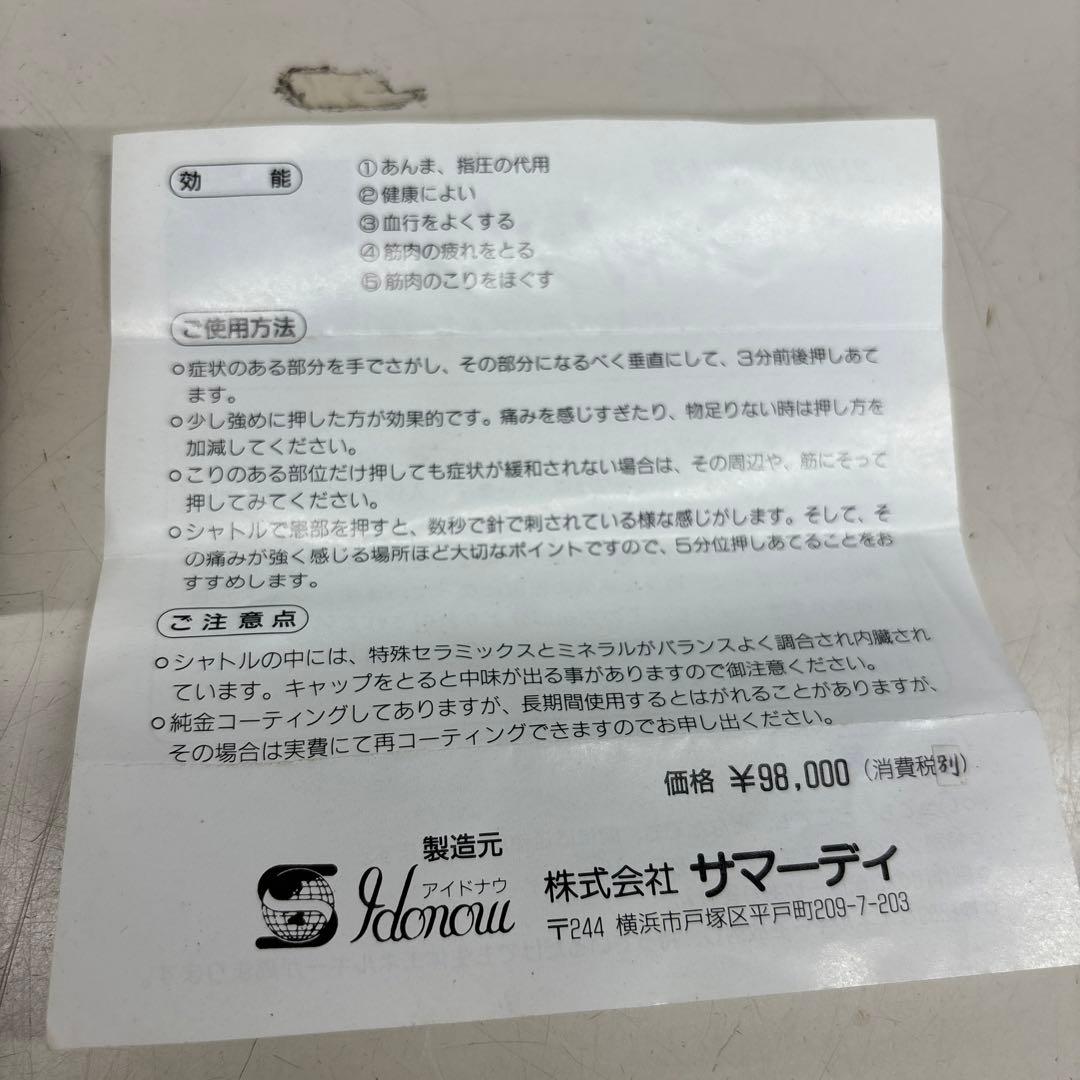 効能
①あんま、指圧の代用
②健康によい
③血行をよくする
④筋肉の疲れをとる
⑤筋肉のこりをほぐす
ご使用方法
○症状のある部分を手でさがし、その部分になるべく垂直にして、3分前後押しあて
ます。
○少し強めに押した方が効果的です。痛みを感じすぎたり、物足りない時は押し方を
加減してください。
○こりのある部位だけ押しても症状が緩和されない場合は、その周辺や、筋にそって
押してみてください。
○シャトルで患部を押すと、数秒で針で刺されている様な感じがします。そして、そ
の痛みが強く感じる場所ほど大切なポイントですので、5分位押しあてることをお
すすめします。
ご注意点
○シャトルの中には、特殊セラミックスとミネラルがバランスよく調合され内臓され
ています。キャップをとると中味が出る事がありますので御注意ください。
○純金コーティングしてありますが、長期間使用するとはがれることがありますが、
その場合は実費にて再コーティングできますのでお申し出ください。
価格 ¥98,000(消費税別)
製造元
アイドナウ
Idonow
株式会社 サマーディ
〒244 横浜市戸塚区平戸町209-7-203